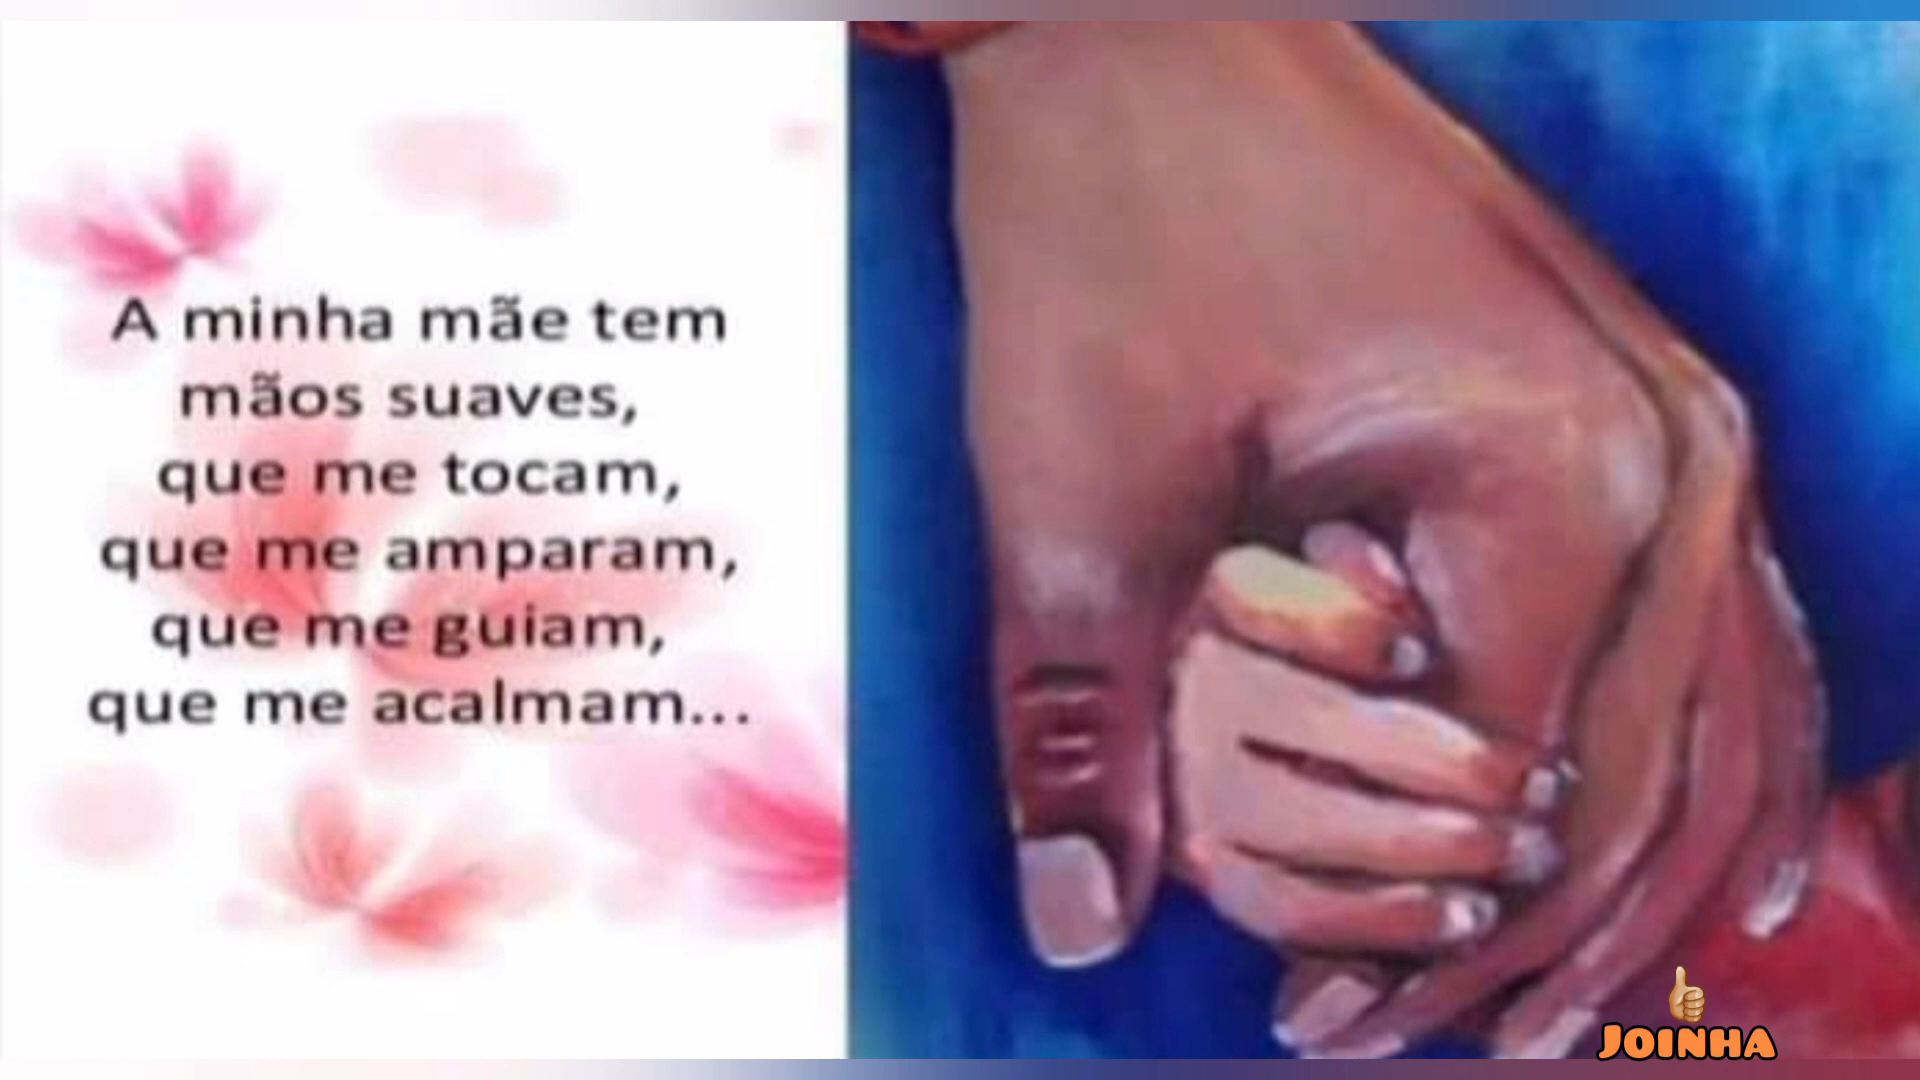 A minha mãe tem
mãos suaves,
que me tocam,
que me amparam,
que me guiam,
que me acalmam...
JOINHA